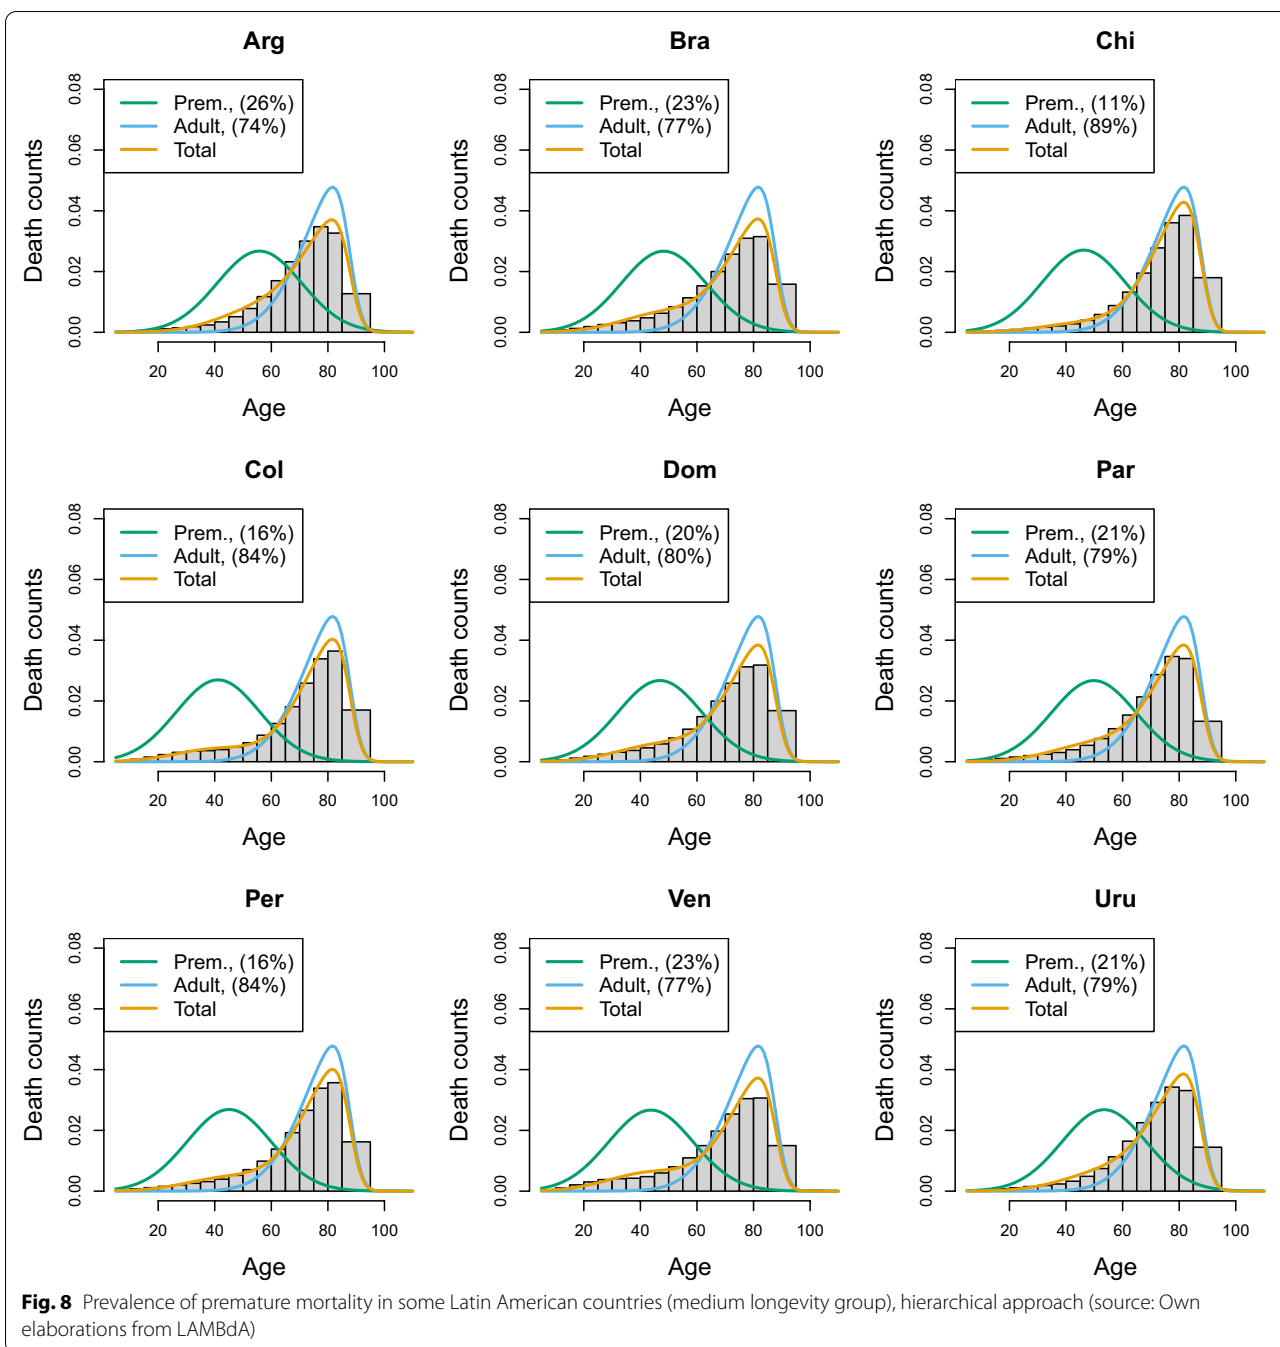 Arg
Prem., (26%)
Adult, (74%)
Total
Death counts
0.00 0.02 0.04 0.06 0.08
20 40 60 80 100
Age
Bra
Prem., (23%)
Adult, (77%)
Total
Death counts
0.00 0.02 0.04 0.06 0.08
20 40 60 80 100
Age
Chi
Prem., (11%)
Adult, (89%)
Total
Death counts
0.00 0.02 0.04 0.06 0.08
20 40 60 80 100
Age
Col
Prem., (16%)
Adult, (84%)
Total
Death counts
0.00 0.02 0.04 0.06 0.08
20 40 60 80 100
Age
Dom
Prem., (20%)
Adult, (80%)
Total
Death counts
0.00 0.02 0.04 0.06 0.08
20 40 60 80 100
Age
Par
Prem., (21%)
Adult, (79%)
Total
Death counts
0.00 0.02 0.04 0.06 0.08
20 40 60 80 100
Age
Per
Prem., (16%)
Adult, (84%)
Total
Death counts
0.00 0.02 0.04 0.06 0.08
20 40 60 80 100
Age
Ven
Prem., (23%)
Adult, (77%)
Total
Death counts
0.00 0.02 0.04 0.06 0.08
20 40 60 80 100
Age
Uru
Prem., (21%)
Adult, (79%)
Total
Death counts
0.00 0.02 0.04 0.06 0.08
20 40 60 80 100
Age
Fig. 8 Prevalence of premature mortality in some Latin American countries (medium longevity group), hierarchical approach (source: Own
elaborations from LAMBdA)